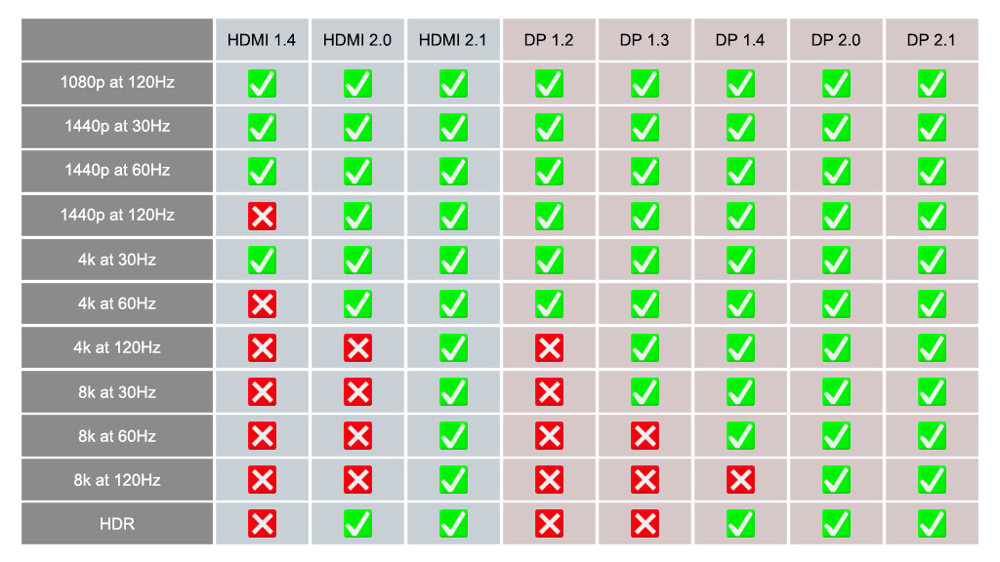 HDMI 1.4 HDMI 2.0 HDMI 2.1 DP 1.2 DP 1.3 DP 1.4 DP 2.0 DP 2.1
1080p at 120Hz
1440p at 30Hz
1440p at 60Hz
1440p at 120Hz
4k at 30Hz
4k at 60Hz
4k at 120Hz
8k at 30Hz
8k at 60Hz
8k at 120Hz
HDR